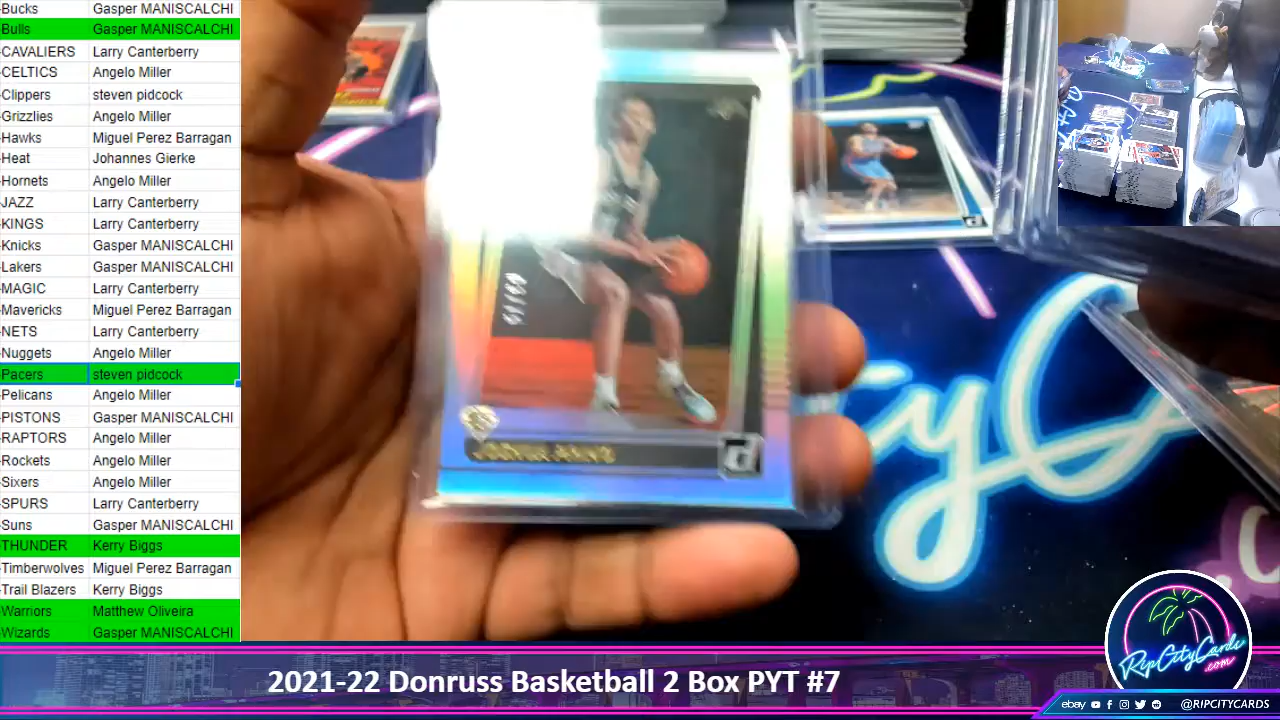 -Bucks Gasper MANISCALCHI
-Bulls Gasper MANISCALCHI
-CAVALIERS Larry Canterberry
-CELTICS Angelo Miller
-Clippers steven pidcock
-Grizzlies Angelo Miller
-Hawks Miguel Perez Barragan
-Heat Johannes Gierke
-Hornets Angelo Miller
-JAZZ Larry Canterberry
-KINGS Larry Canterberry
-Knicks Gasper MANISCALCHI
-Lakers Gasper MANISCALCHI
-MAGIC Larry Canterberry
-Mavericks Miguel Perez Barragan
-NETS Larry Canterberry
-Nuggets Angelo Miller
-Pacers steven pidcock
-Pelicans Angelo Miller
-PISTONS Gasper MANISCALCHI
-RAPTORS Angelo Miller
-Rockets Angelo Miller
-Sixers Angelo Miller
-SPURS Larry Canterberry
-Suns Gasper MANISCALCHI
-THUNDER Kerry Biggs
-Timberwolves Miguel Perez Barragan
-Trail Blazers Kerry Biggs
-Warriors Matthew Oliveira
-Wizards Gasper MANISCALCHI
yC
RipCityCards
.com
2021-22 Donruss Basketball 2 Box PYT #7
ebay @RIPCITYCARDS